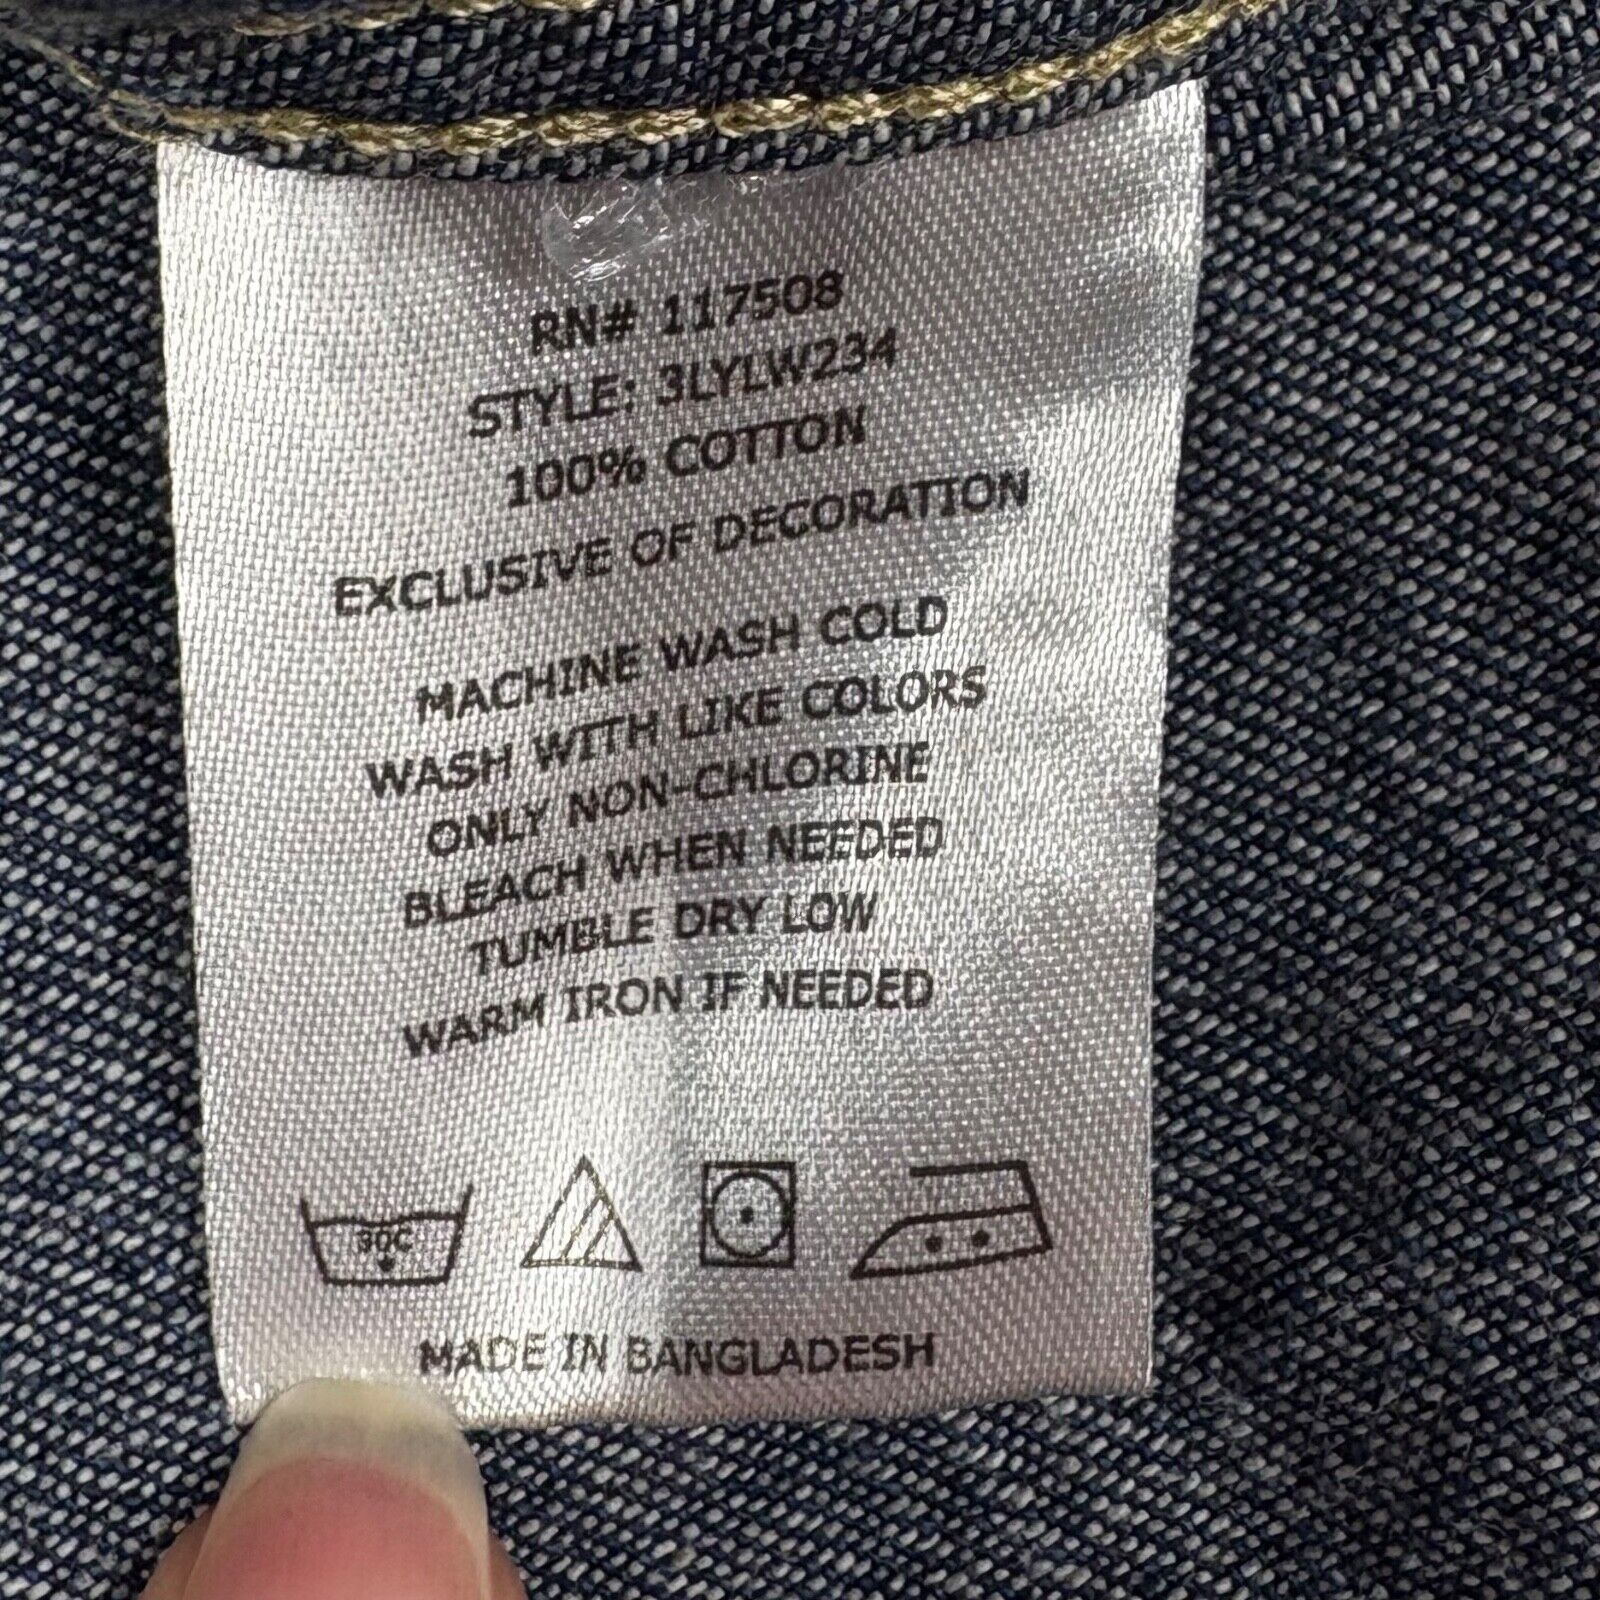 RN# 117508
STYLE: 3LYLW234
100% COTTON
EXCLUSIVE OF DECORATION
MACHINE WASH COLD
WASH WITH LIKE COLORS
ONLY NON-CHLORINE
BLEACH WHEN NEEDED
TUMBLE DRY LOW
WARM IRON IF NEEDED
30C
MADE IN BANGLADESH